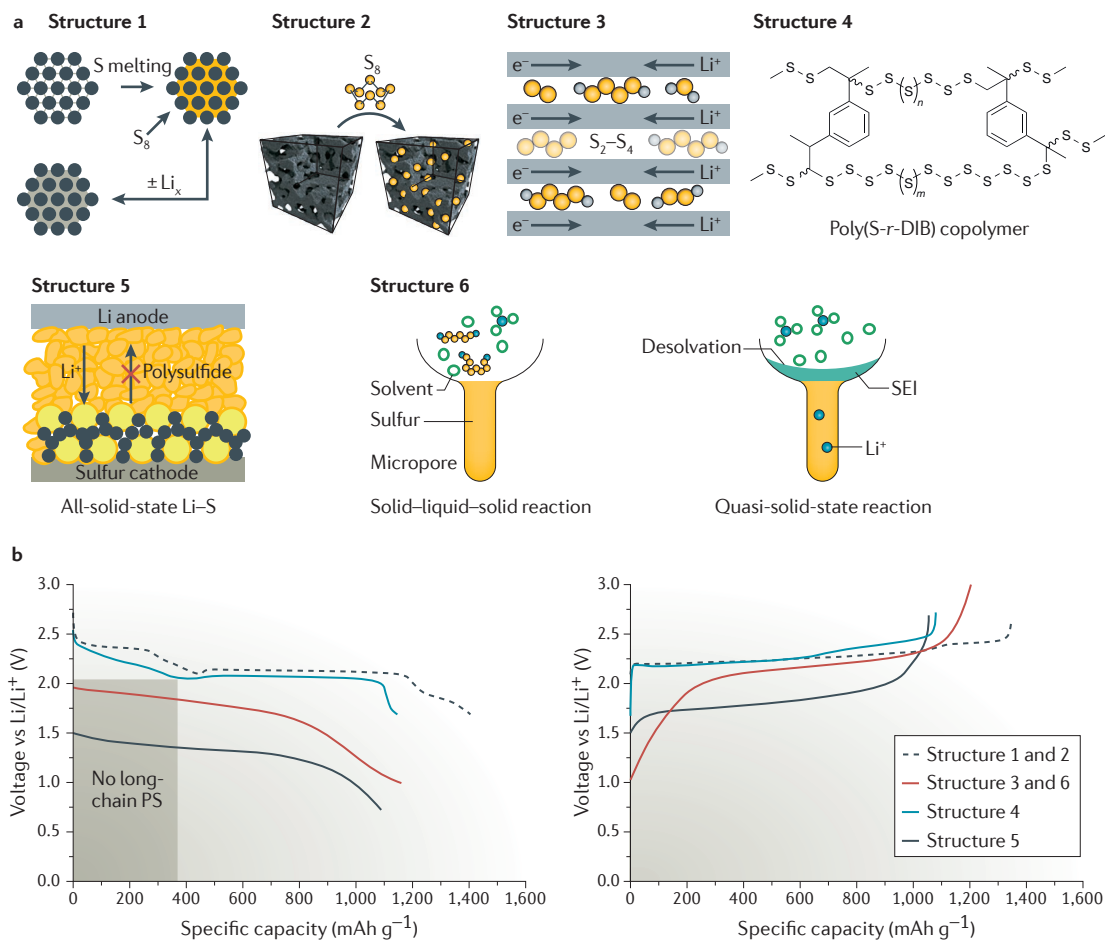 a
Structure 1
Structure 2
Structure 3
Structure 4
S melting
S8
± Lix
S8
e– Li+
e– Li+
S2–S4
e– Li+
e– Li+
S S S S ( S )n S S S S S S
S S S S S S ( S )m S S S S S S S
Poly(S-r-DIB) copolymer
Structure 5
Structure 6
Li anode
Li+
Polysulfide
Sulfur cathode
All-solid-state Li–S
Solvent
Sulfur
Micropore
Solid–liquid–solid reaction
Desolvation
SEI
Li+
Quasi-solid-state reaction
b
Voltage vs Li/Li+ (V)
3.0
2.5
2.0
1.5
1.0
0.5
0.0
No long-
chain PS
0 200 400 600 800 1,000 1,200 1,400 1,600
Specific capacity (mAh g–1)
Voltage vs Li/Li+ (V)
3.0
2.5
2.0
1.5
1.0
0.5
0.0
Structure 1 and 2
Structure 3 and 6
Structure 4
Structure 5
0 200 400 600 800 1,000 1,200 1,400 1,600
Specific capacity (mAh g–1)